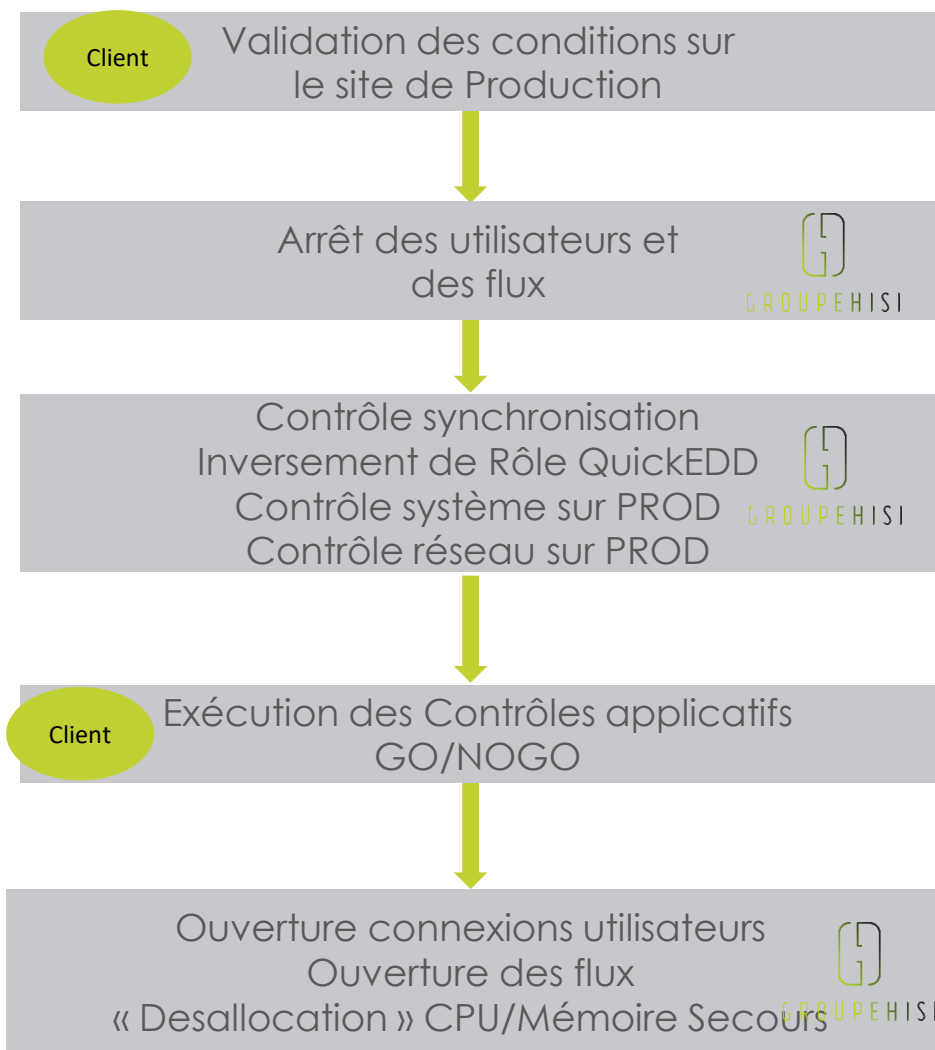 Client
Validation des conditions sur
le site de Production
Arrêt des utilisateurs et
des flux
GROUPEHISI
Contrôle synchronisation
Inversement de Rôle QuickEDD
Contrôle système sur PROD
Contrôle réseau sur PROD
GROUPEHISI
Client
Exécution des Contrôles applicatifs
GO/NOGO
Ouverture connexions utilisateurs
Ouverture des flux
« Desallocation » CPU/Mémoire Secours
GROUPEHISI